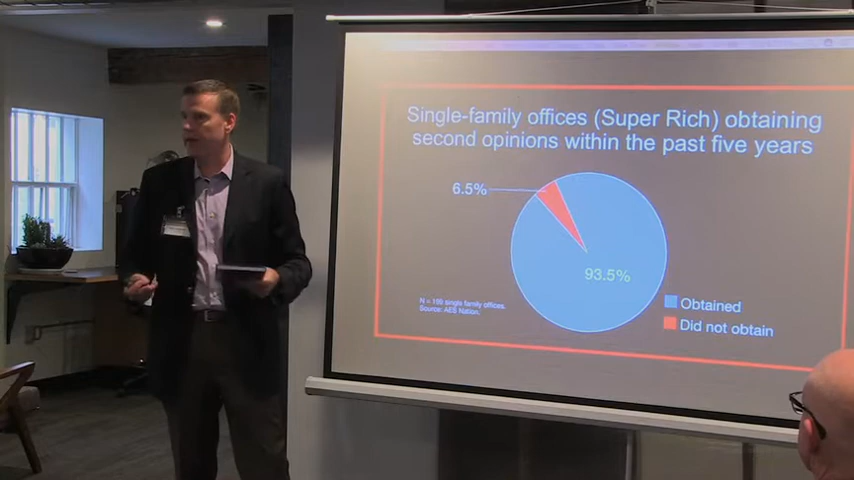 Single-family offices (Super Rich) obtaining
second opinions within the past five years
6.5%
93.5%
N = 199 single family offices.
Source: AES Nation,
Obtained
Did not obtain